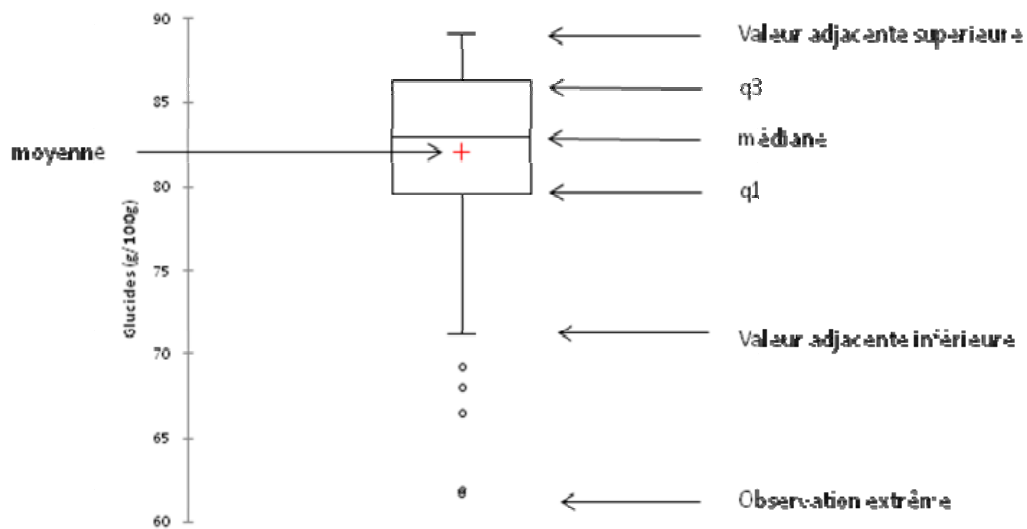 90
Valeur adjacente supérieure
85
q3
médiane
moyenne
80
q1
Glucides (g/100g)
75
Valeur adjacente inférieure
70
65
Observation extrême
60